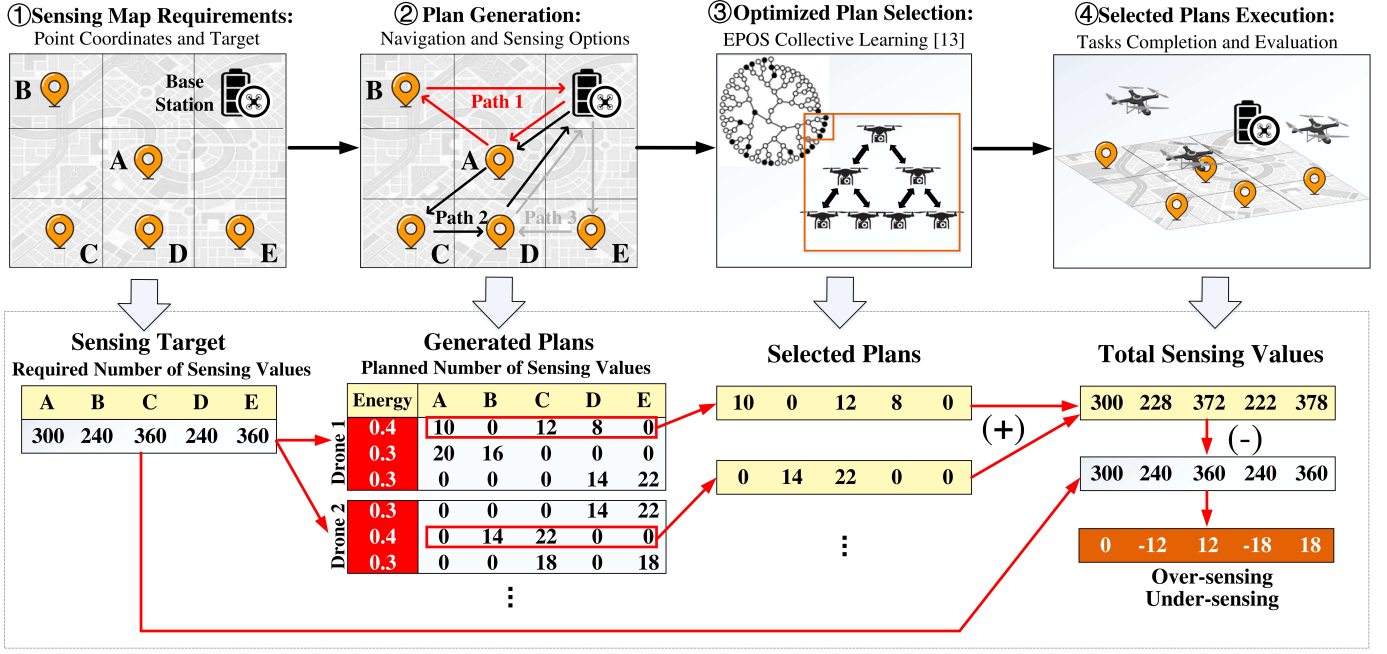 ①Sensing Map Requirements:
Point Coordinates and Target
B
Base
Station
A
C
D
E
② Plan Generation:
Navigation and Sensing Options
B
Path 1
A
Path 2
Path 3
C
D
E
③Optimized Plan Selection:
EPOS Collective Learning [13]
④Selected Plans Execution:
Tasks Completion and Evaluation
Sensing Target
Required Number of Sensing Values
A B C D E
300 240 360 240 360
Generated Plans
Planned Number of Sensing Values
Energy A B C D E
Drone 1
0.4 10 0 12 8 0
0.3 20 16 0 0 0
0.3 0 0 0 14 22
Drone 2
0.3 0 0 0 14 22
0.4 0 14 22 0 0
0.3 0 0 18 0 18
⋮
Selected Plans
10 0 12 8 0
0 14 22 0 0
⋮
(+)
Total Sensing Values
300 228 372 222 378
(-)
300 240 360 240 360
0 -12 12 -18 18
Over-sensing
Under-sensing